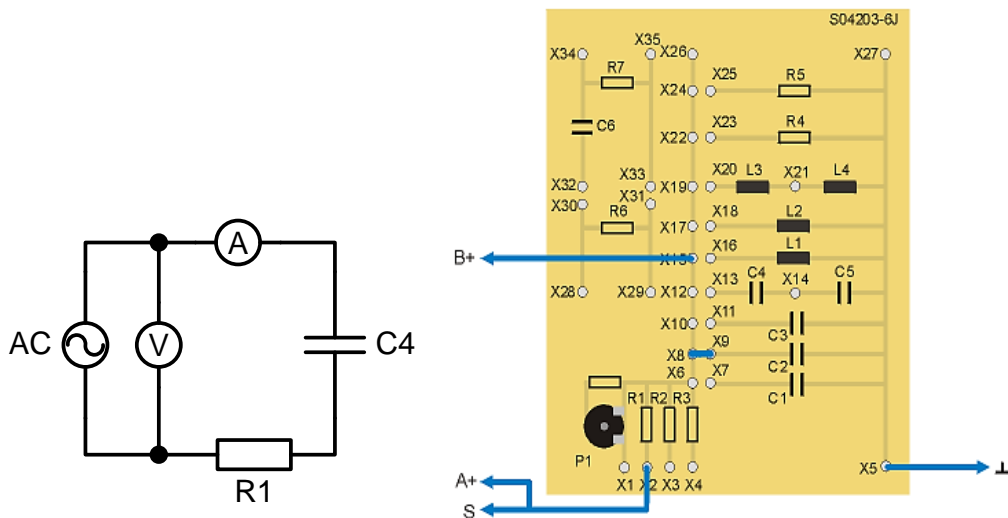 AC
V
A
C4
R1
S04203-6J
X34
X35
X26
X27
R7
X25
R5
X24
C6
X23
R4
X22
X20
L3
X21
L4
X32
X33
X19
X30
X31
X18
L2
R6
X17
X16
L1
B+
X15
C4
C5
X13
X14
X28
X29
X12
X11
X10
C3
X9
X8
C2
X6
X7
C1
R1
R2
R3
P1
X1
X2
X3
X4
X5
A+
S